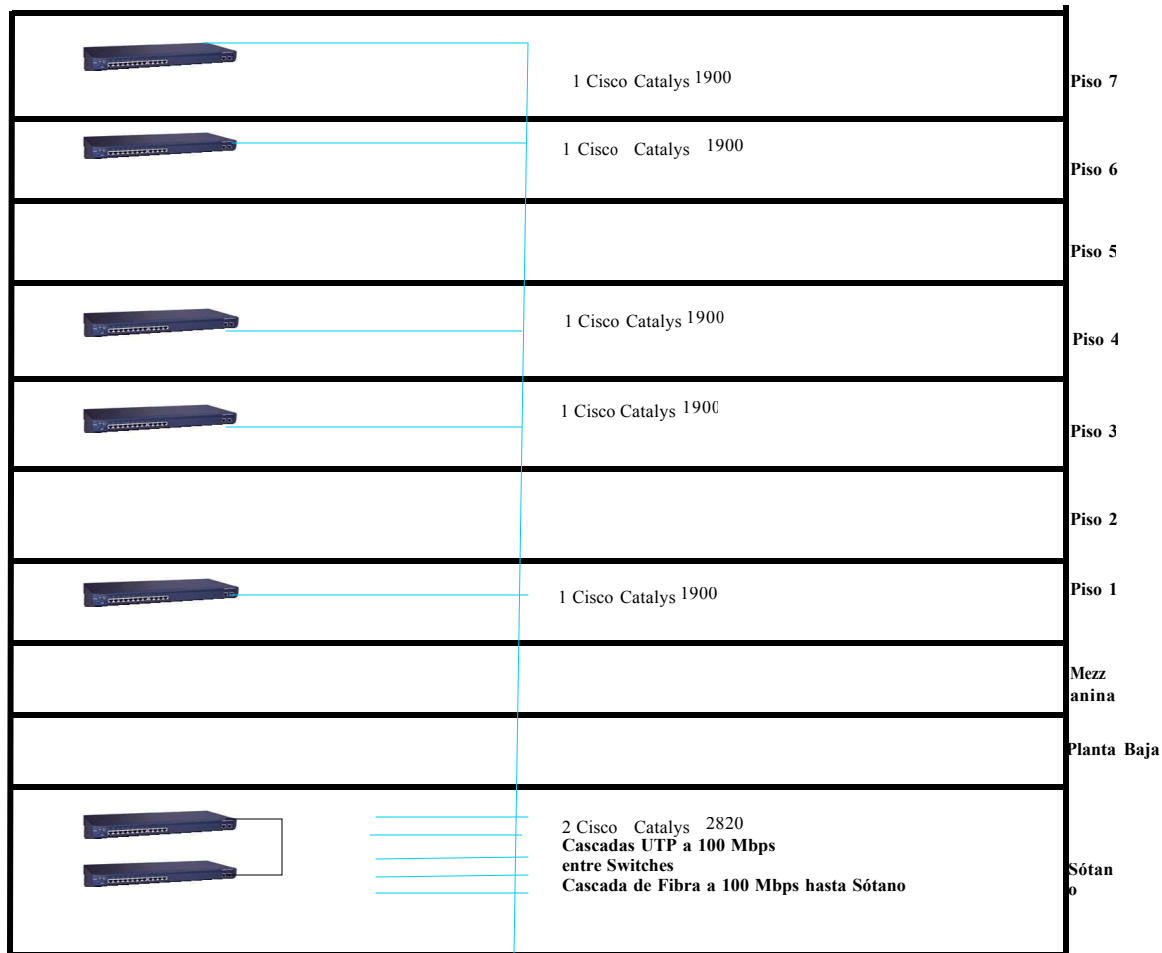 1 Cisco Catalys 1900
Piso 7
1 Cisco Catalys 1900
Piso 6
Piso 5
1 Cisco Catalys 1900
Piso 4
1 Cisco Catalys 1900
Piso 3
Piso 2
1 Cisco Catalys 1900
Piso 1
Mezz
anina
Planta Baja
2 Cisco Catalys 2820
Cascadas UTP a 100 Mbps
entre Switches
Cascada de Fibra a 100 Mbps hasta Sótano
Sótan
o